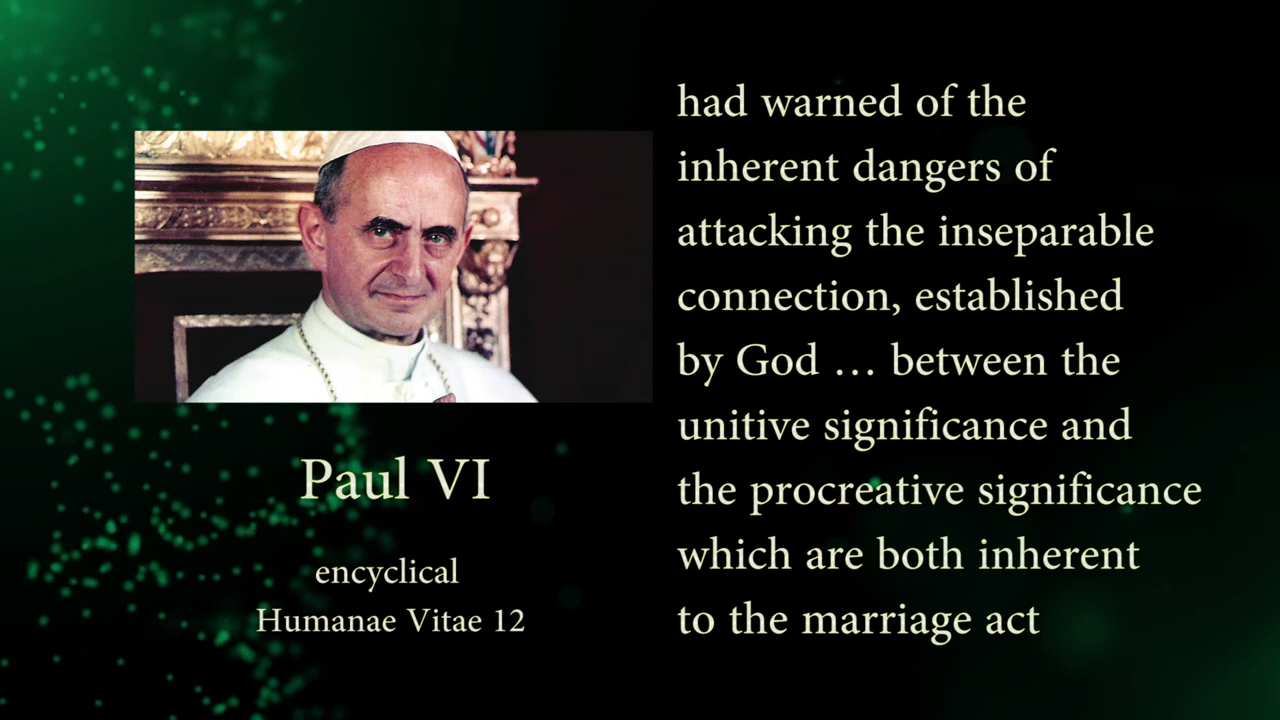 Paul VI
encyclical
Humanae Vitae 12
had warned of the
inherent dangers of
attacking the inseparable
connection, established
by God … between the
unitive significance and
the procreative significance
which are both inherent
to the marriage act